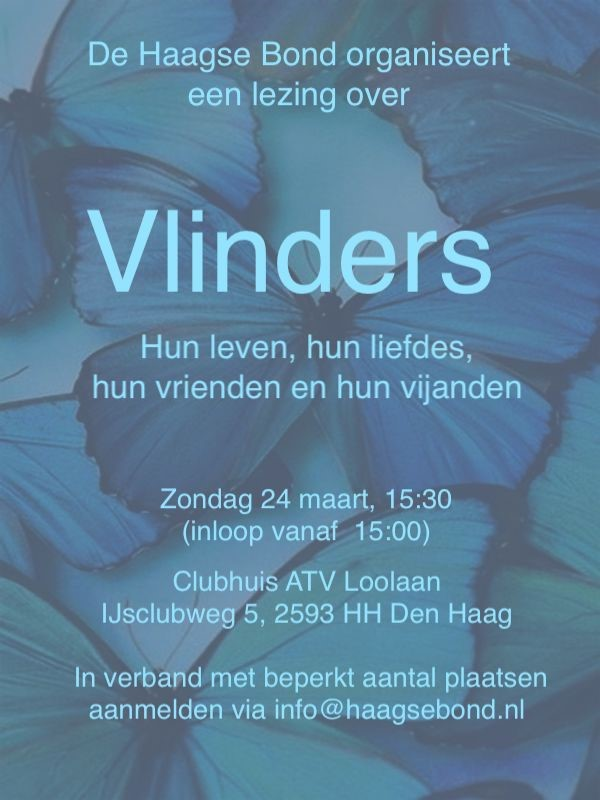 De Haagse Bond organiseert
een lezing over
Vlinders
Hun leven, hun liefdes,
hun vrienden en hun vijanden
Zondag 24 maart, 15:30
(inloop vanaf 15:00)
Clubhuis ATV Loolaan
IJsclubweg 5, 2593 HH Den Haag
In verband met beperkt aantal plaatsen
aanmelden via info@haagsebond.nl